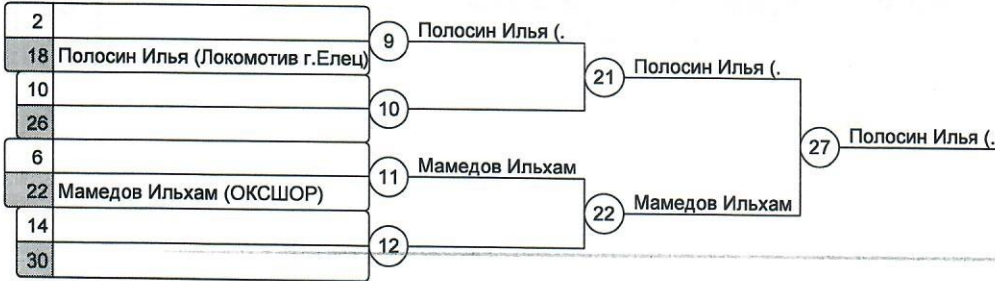 2
18 Полосин Илья (Локомотив г.Елец)
10
26
6
22 Мамедов Ильхам (ОКСШОР)
14
30
9 Полосин Илья (.
10
11 Мамедов Ильхам
12
21 Полосин Илья (.
22 Мамедов Ильхам
27 Полосин Илья (.